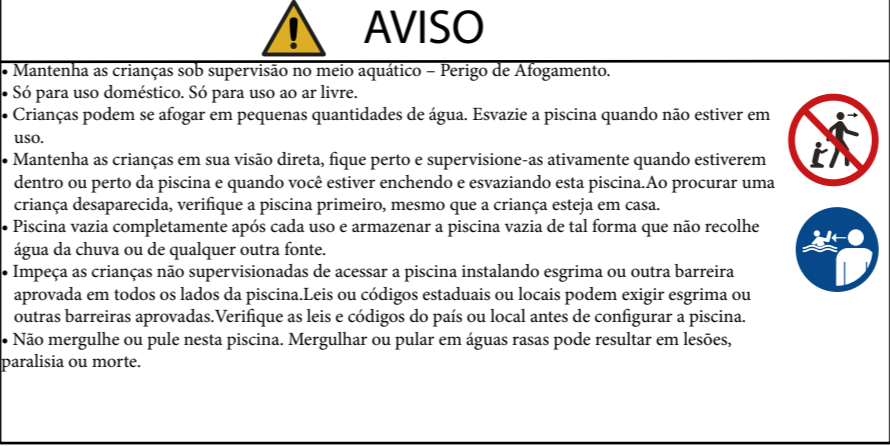 AVISO
• Mantenha as crianças sob supervisão no meio aquático – Perigo de Afogamento.
• Só para uso doméstico. Só para uso ao ar livre.
• Crianças podem se afogar em pequenas quantidades de água. Esvazie a piscina quando não estiver em
uso.
• Mantenha as crianças em sua visão direta, fique perto e supervisione-as ativamente quando estiverem
dentro ou perto da piscina e quando você estiver enchendo e esvaziando esta piscina.Ao procurar uma
criança desaparecida, verifique a piscina primeiro, mesmo que a criança esteja em casa.
• Piscina vazia completamente após cada uso e armazenar a piscina vazia de tal forma que não recolhe
água da chuva ou de qualquer outra fonte.
• Impeça as crianças não supervisionadas de acessar a piscina instalando esgrima ou outra barreira
aprovada em todos os lados da piscina.Leis ou códigos estaduais ou locais podem exigir esgrima ou
outras barreiras aprovadas.Verifique as leis e códigos do país ou local antes de configurar a piscina.
• Não mergulhe ou pule nesta piscina. Mergulhar ou pular em águas rasas pode resultar em lesões,
paralisia ou morte.